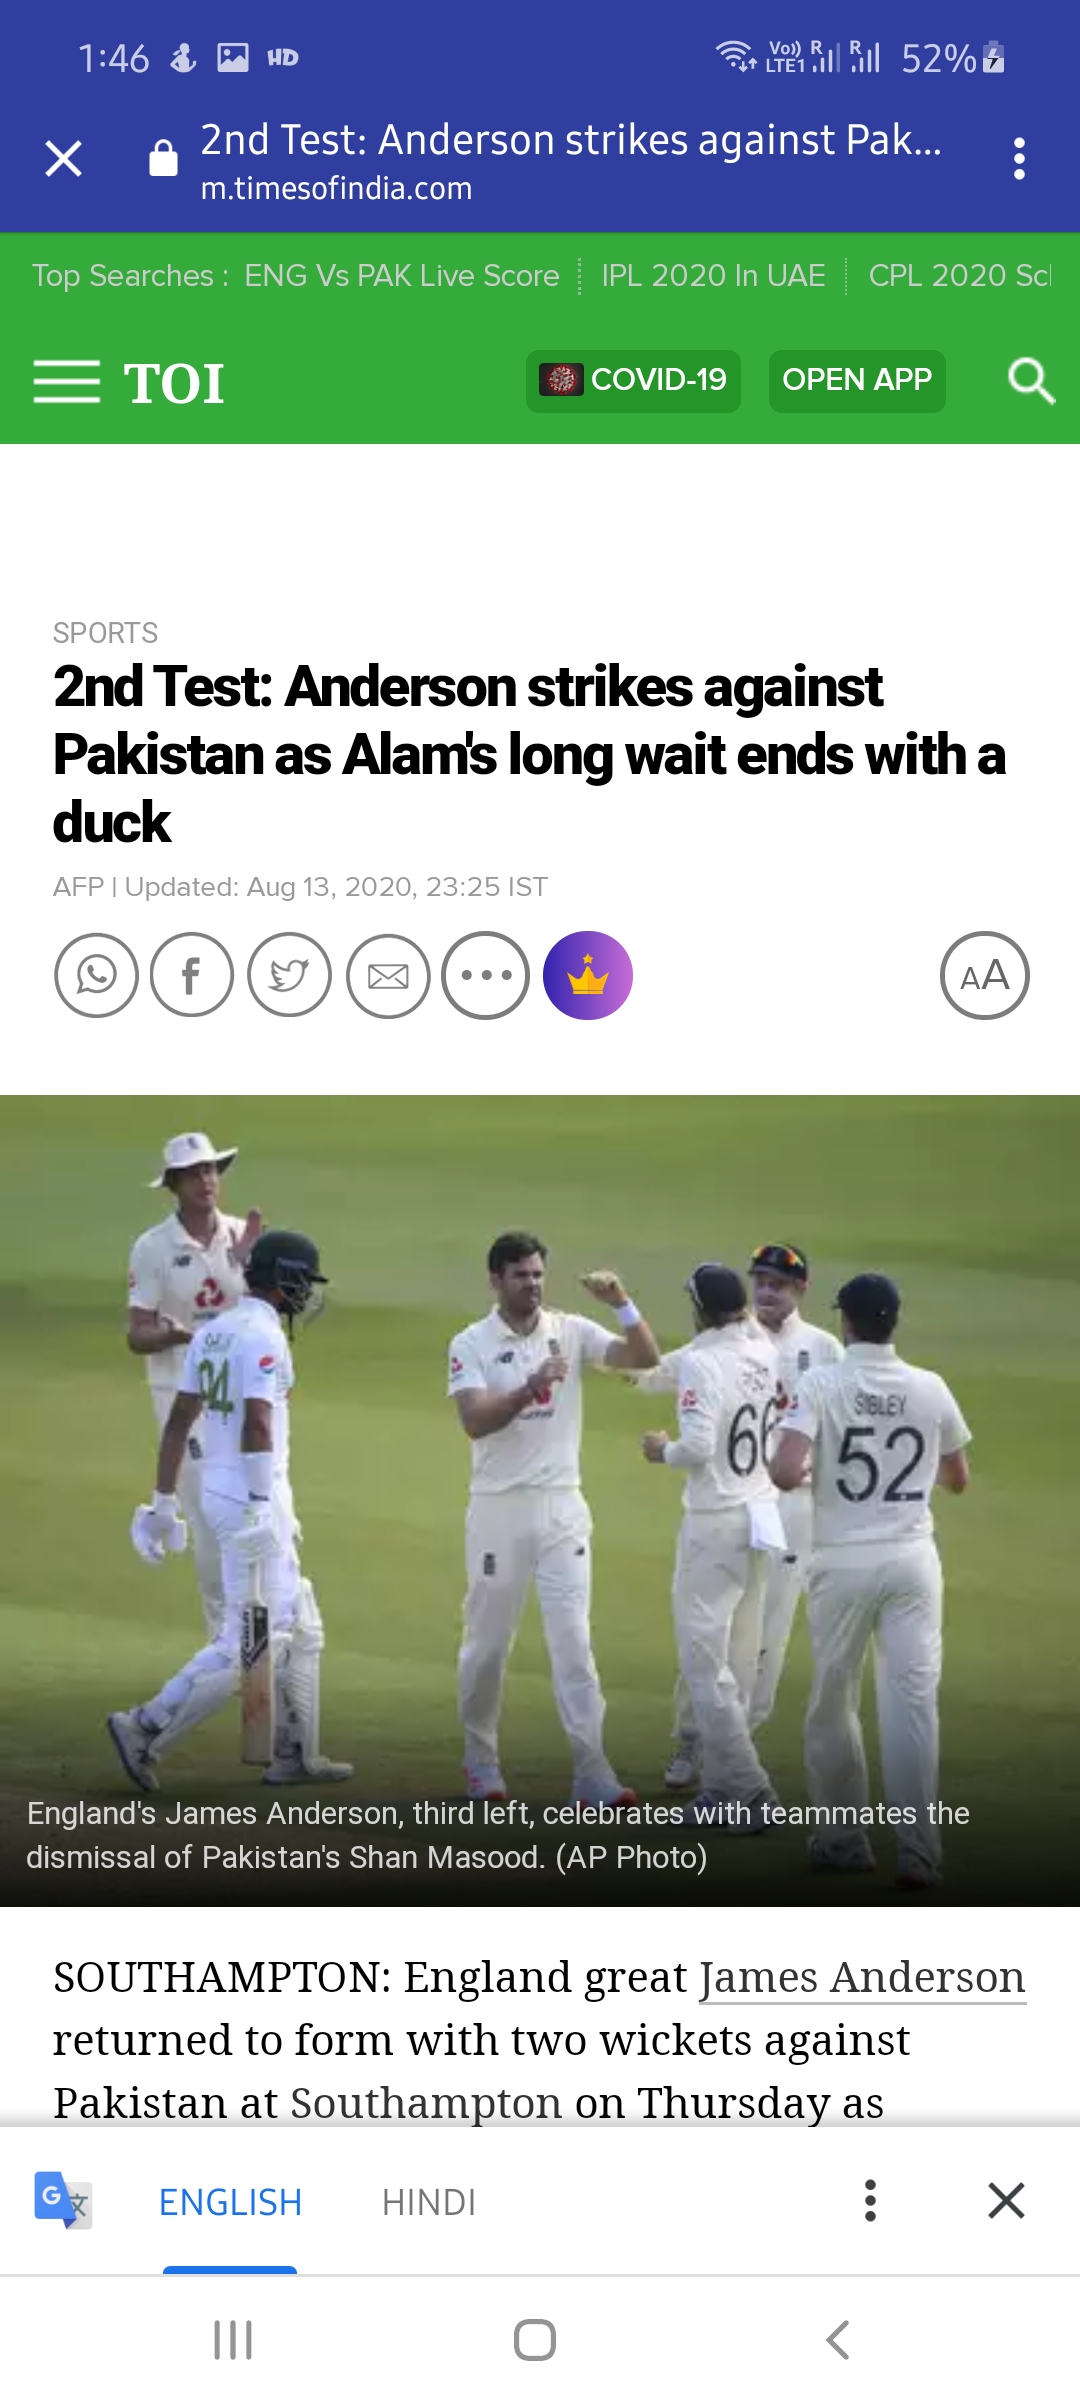 1:46 HD Vo)) LTE1 R R 52%
2nd Test: Anderson strikes against Pak...
m.timesofindia.com
Top Searches : ENG Vs PAK Live Score IPL 2020 In UAE CPL 2020 Sc
TOI COVID-19 OPEN APP
SPORTS
2nd Test: Anderson strikes against
Pakistan as Alam's long wait ends with a
duck
AFP | Updated: Aug 13, 2020, 23:25 IST
AA
94
66
SIBLEY
52
England's James Anderson, third left, celebrates with teammates the
dismissal of Pakistan's Shan Masood. (AP Photo)
SOUTHAMPTON: England great James Anderson
returned to form with two wickets against
Pakistan at Southampton on Thursday as
G 文 ENGLISH HINDI